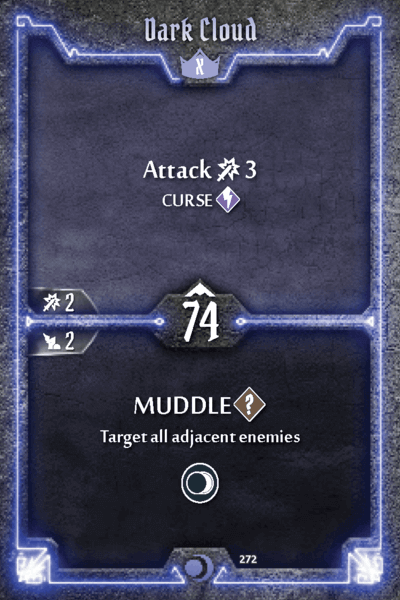 Dark Cloud
X
Attack 3
CURSE
2
74
2
MUDDLE ?
Target all adjacent enemies
272